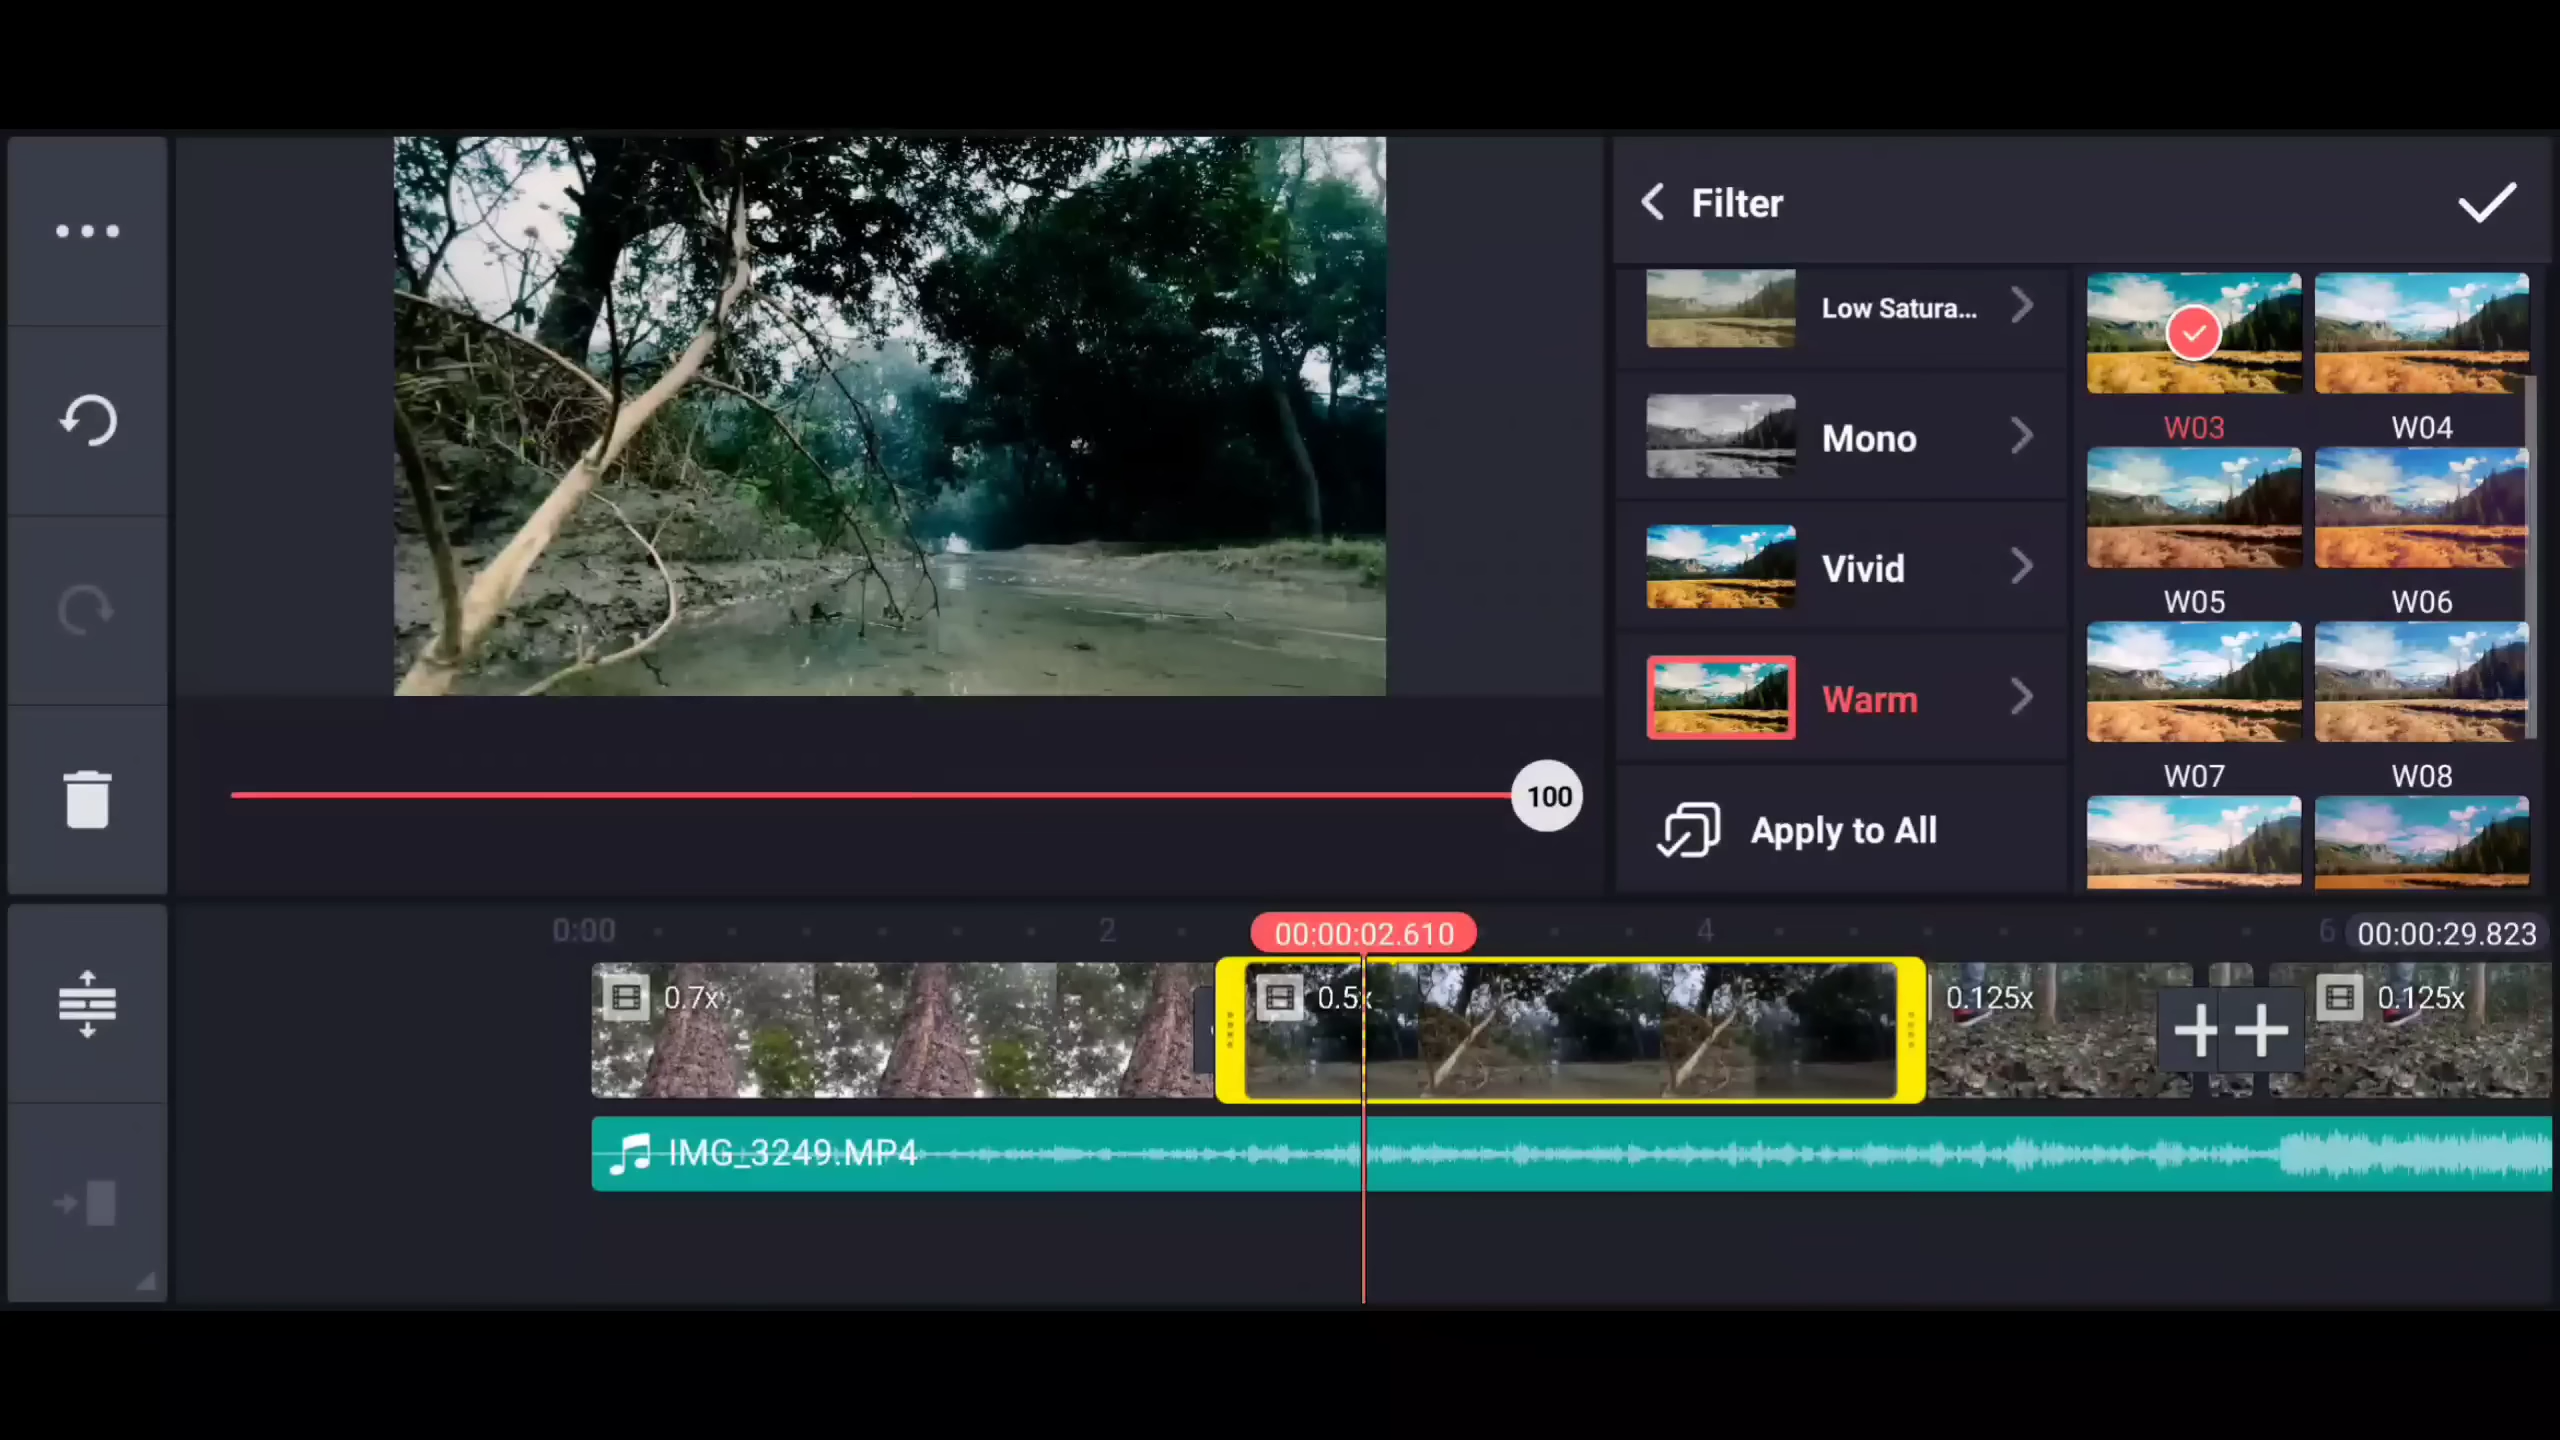 Filter
Low Satura...
Mono
Vivid
Warm
Apply to All
W03
W04
W05
W06
W07
W08
100
0:00
2
00:00:02.610
4
6
00:00:29.823
0.7x
0.5x
0.125x
0.125x
IMG_3249.MP4